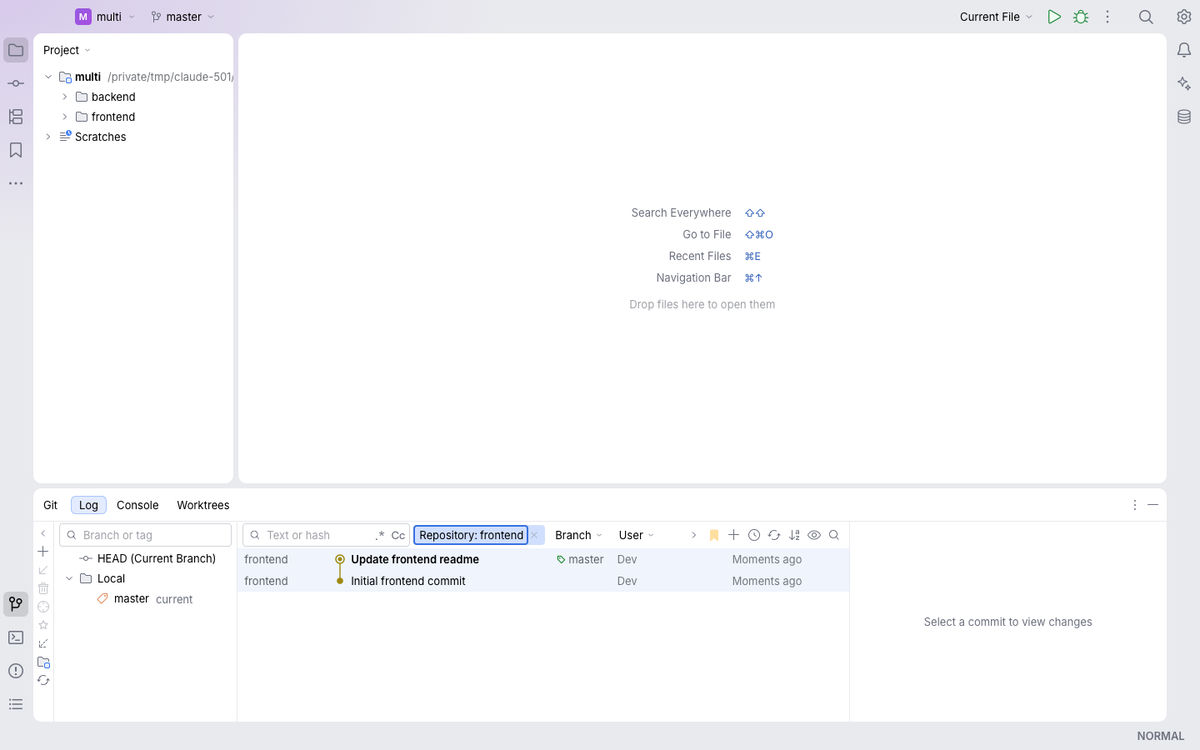 M multi master Current File
Project
multi /private/tmp/claude-501/
backend
frontend
Scratches
Search Everywhere ⇧⇧
Go to File ⇧⌘O
Recent Files ⌘E
Navigation Bar ⌘↑
Drop files here to open them
Git Log Console Worktrees
Branch or tag
HEAD (Current Branch)
Local
master current
Text or hash .* Cc Repository: frontend Branch User
frontend Update frontend readme master Dev Moments ago
frontend Initial frontend commit Dev Moments ago
Select a commit to view changes
NORMAL